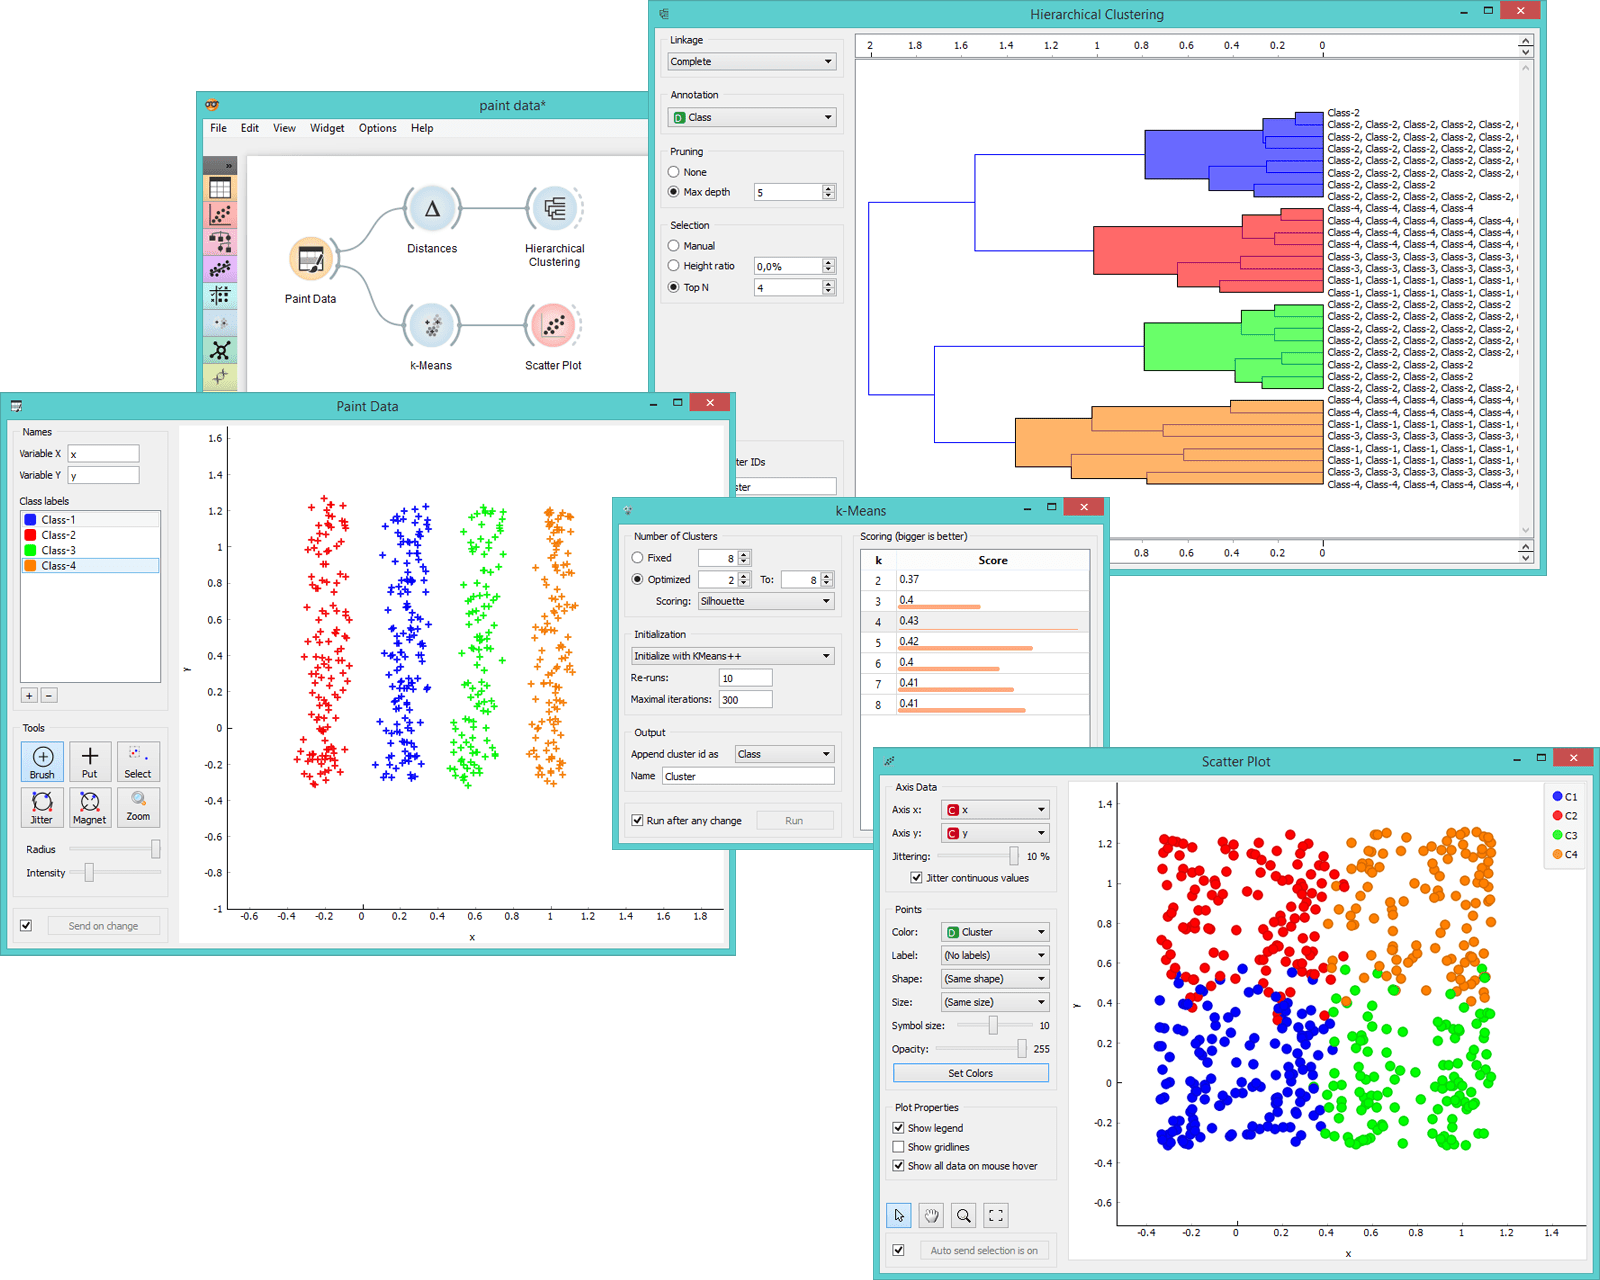 Hierarchical Clustering
Linkage
Complete
Annotation
D Class
Pruning
None
Max depth 5
Selection
Manual
Height ratio 0,0%
Top N 4
ter IDs
ster
2 1.8 1.6 1.4 1.2 1 0.8 0.6 0.4 0.2 0
Class-2
Class-2, Class-2, Class-2, Class-2, Class-2,
Class-2, Class-2, Class-2, Class-2, Class-2,
Class-2, Class-2, Class-2, Class-2, Class-2,
Class-2, Class-2, Class-2, Class-2, Class-2,
Class-2, Class-2, Class-2, Class-2, Class-2,
Class-2, Class-2, Class-2
Class-2, Class-2, Class-2, Class-2, Class-2,
Class-4, Class-4, Class-4
Class-4, Class-4, Class-4, Class-4, Class-4,
Class-4, Class-4, Class-4, Class-4, Class-4,
Class-4, Class-4, Class-4, Class-4, Class-4,
Class-3, Class-3, Class-3, Class-3, Class-3,
Class-3, Class-3, Class-3, Class-3, Class-3,
Class-1, Class-1, Class-1, Class-1, Class-1,
Class-1, Class-1, Class-1, Class-1, Class-1,
Class-2, Class-2, Class-2, Class-2, Class-2
Class-2, Class-2, Class-2, Class-2, Class-2,
Class-2, Class-2, Class-2, Class-2, Class-2,
Class-2, Class-2, Class-2, Class-2, Class-2,
Class-2, Class-2, Class-2, Class-2, Class-2,
Class-2, Class-2, Class-2, Class-2
Class-2, Class-2, Class-2, Class-2
Class-2, Class-2, Class-2, Class-2, Class-2,
Class-4, Class-4, Class-4, Class-4, Class-4,
Class-4, Class-4, Class-4, Class-4, Class-4,
Class-1, Class-1, Class-1, Class-1, Class-1,
Class-3, Class-3, Class-3, Class-3, Class-3,
Class-1, Class-1, Class-1, Class-1, Class-1,
Class-1, Class-1, Class-1, Class-1, Class-1,
Class-3, Class-3, Class-3, Class-3, Class-3,
Class-4, Class-4, Class-4, Class-4, Class-4,
0.8 0.6 0.4 0.2 0
paint data*
File Edit View Widget Options Help
»
Δ
Distances
Hierarchical
Clustering
Paint Data
k-Means
Scatter Plot
Paint Data
Names
Variable X x
Variable Y y
Class labels
Class-1
Class-2
Class-3
Class-4
+ −
Tools
Brush Put Select
Jitter Magnet Zoom
Radius
Intensity
Send on change
1.6
1.4
1.2
1
0.8
0.6
0.4
0.2
0
-0.2
-0.4
-0.6
-0.8
-1
y
-0.6 -0.4 -0.2 0 0.2 0.4 0.6 0.8 1 1.2 1.4 1.6 1.8
x
k-Means
Number of Clusters
Fixed 8
Optimized 2 To: 8
Scoring: Silhouette
Initialization
Initialize with KMeans++
Re-runs: 10
Maximal iterations: 300
Output
Append cluster id as Class
Name Cluster
Run after any change Run
Scoring (bigger is better)
k Score
2 0.37
3 0.4
4 0.43
5 0.42
6 0.4
7 0.41
8 0.41
Scatter Plot
Axis Data
Axis x: C x
Axis y: C y
Jittering: 10 %
Jitter continuous values
Points
Color: D Cluster
Label: (No labels)
Shape: (Same shape)
Size: (Same size)
Symbol size: 10
Opacity: 255
Set Colors
Plot Properties
Show legend
Show gridlines
Show all data on mouse hover
Auto send selection is on
1.4
1.2
1
0.8
0.6
0.4
0.2
0
-0.2
-0.4
-0.6
y
-0.4 -0.2 0 0.2 0.4 0.6 0.8 1 1.2 1.4
x
C1
C2
C3
C4